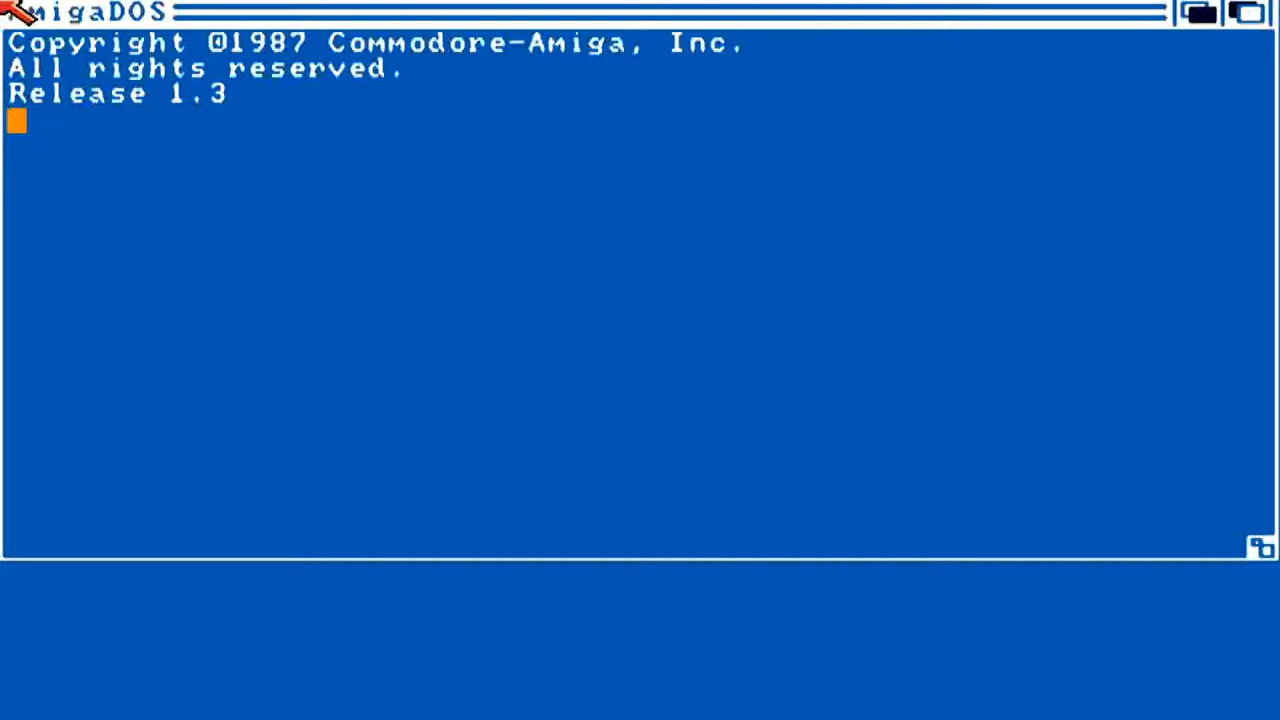 AmigaDOS
Copyright ©1987 Commodore-Amiga, Inc.
All rights reserved.
Release 1.3